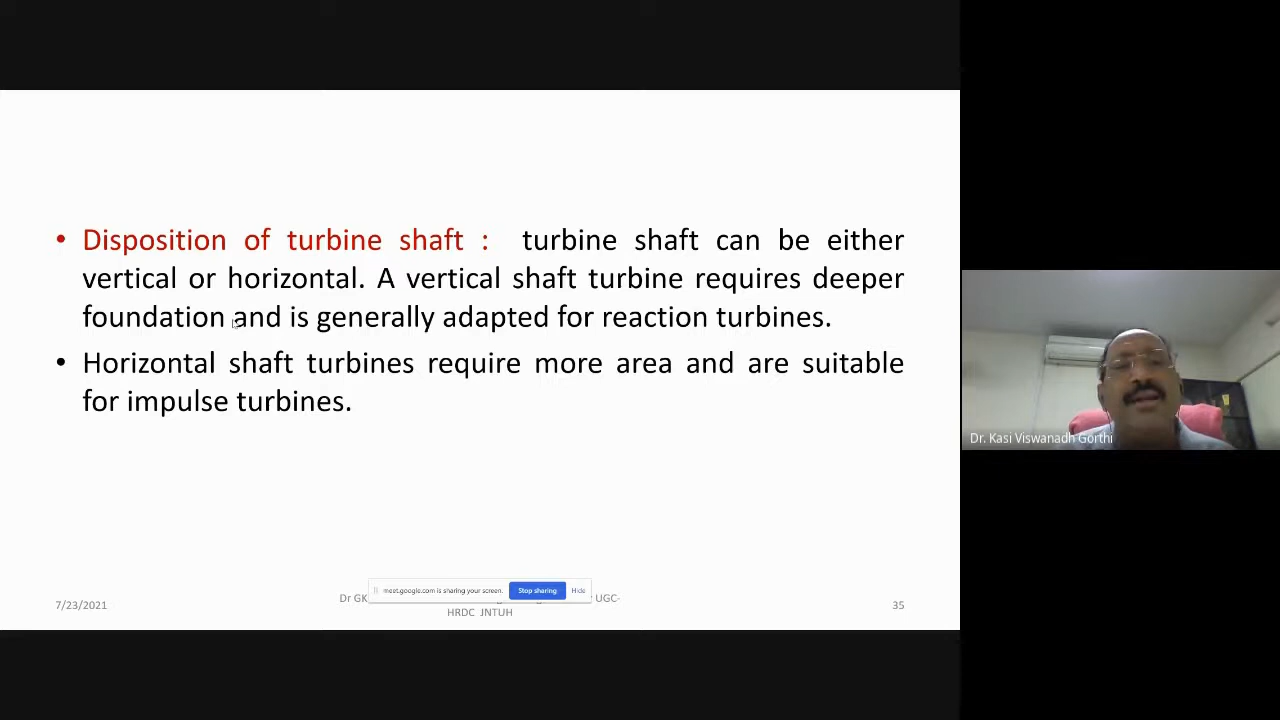 • Disposition of turbine shaft : turbine shaft can be either
vertical or horizontal. A vertical shaft turbine requires deeper
foundation and is generally adapted for reaction turbines.
• Horizontal shaft turbines require more area and are suitable
for impulse turbines.
Dr. Kasi Viswanadh Gorthi
meet.google.com is sharing your screen. Stop sharing Hide
7/23/2021 Dr UGC- 35
HRDC JNTUH